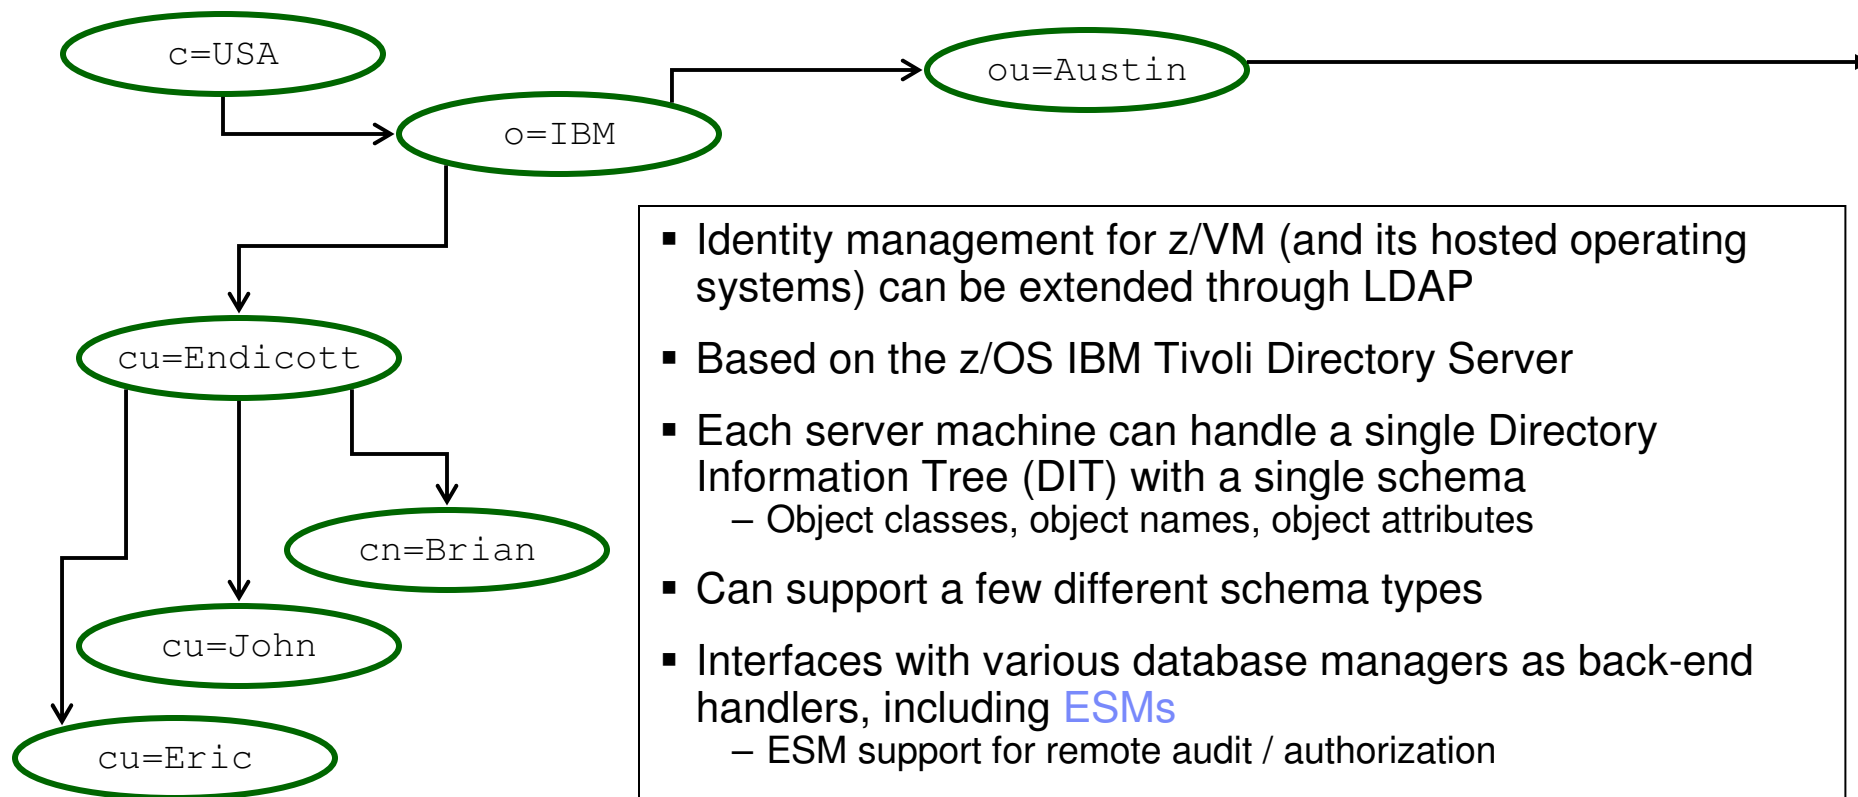 c=USA
o=IBM
ou=Austin
cu=Endicott
cn=Brian
cu=John
cu=Eric
▪ Identity management for z/VM (and its hosted operating
systems) can be extended through LDAP
▪ Based on the z/OS IBM Tivoli Directory Server
▪ Each server machine can handle a single Directory
Information Tree (DIT) with a single schema
– Object classes, object names, object attributes
▪ Can support a few different schema types
▪ Interfaces with various database managers as back-end
handlers, including ESMs
– ESM support for remote audit / authorization